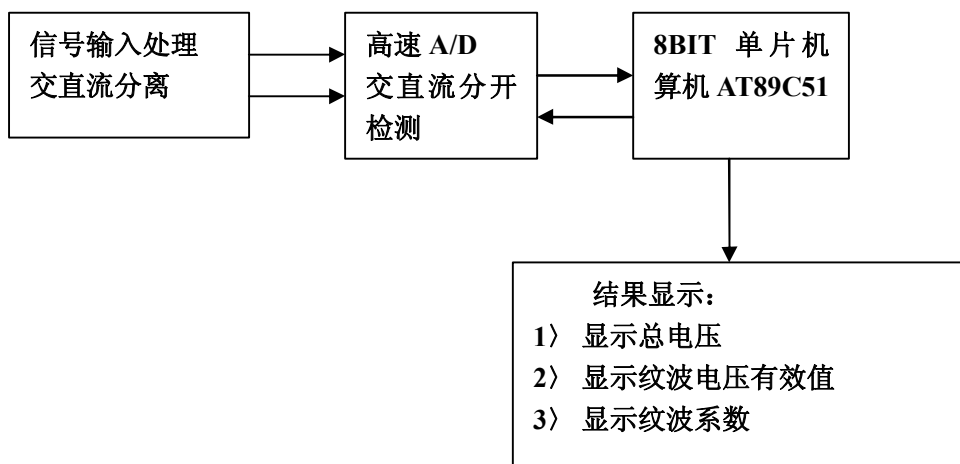 信号输入处理
交直流分离
高速 A/D
交直流分开
检测
8BIT 单片机
算机 AT89C51
结果显示：
1〉 显示总电压
2〉 显示纹波电压有效值
3〉 显示纹波系数